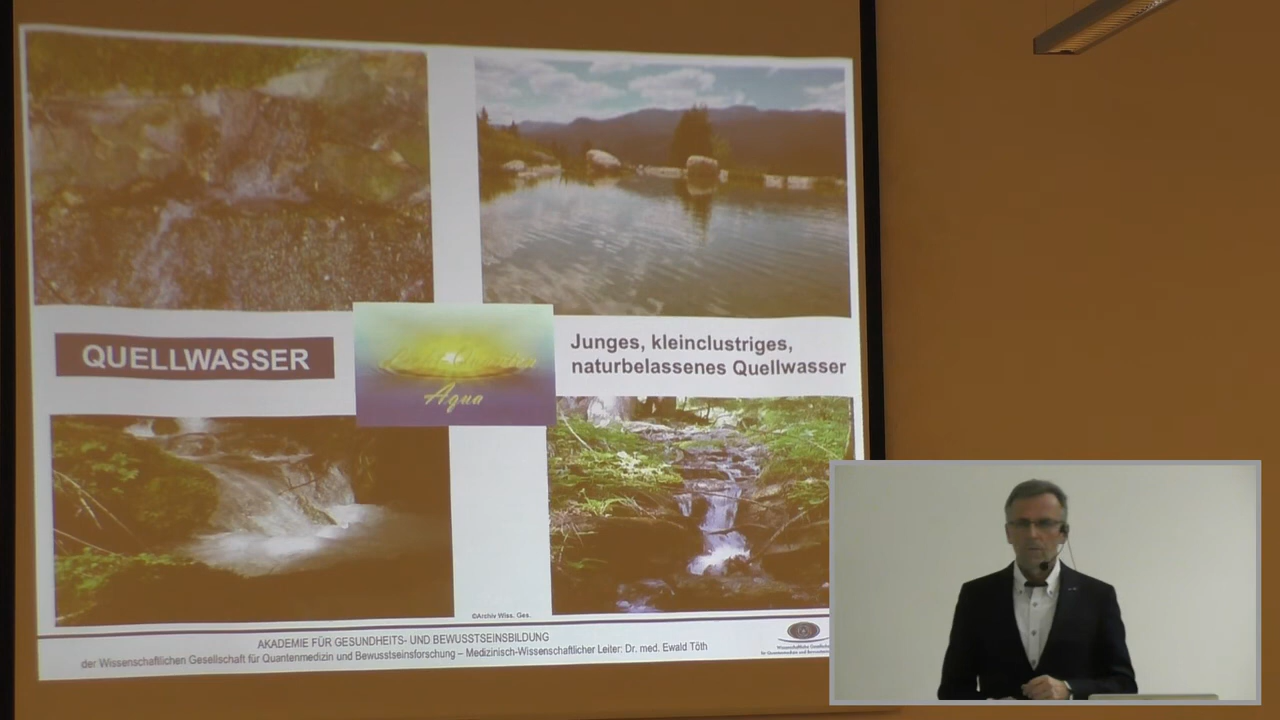 QUELLWASSER
Aqua
Junges, kleinclustriges,
naturbelassenes Quellwasser
©Archiv Wiss. Ges.
AKADEMIE FÜR GESUNDHEITS- UND BEWUSSTSEINSBILDUNG
der Wissenschaftlichen Gesellschaft für Quantenmedizin und Bewusstseinsforschung – Medizinisch-Wissenschaftlicher Leiter: Dr. med. Ewald Töth